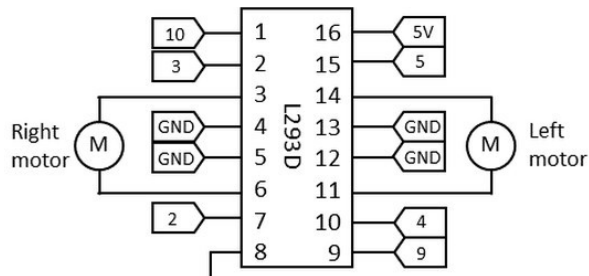 10 1 16 5V
3 2 15 5
3 14
GND 4 13 GND
Right motor M L293D M Left motor
GND 5 12 GND
6 11
2 7 10 4
8 9 9